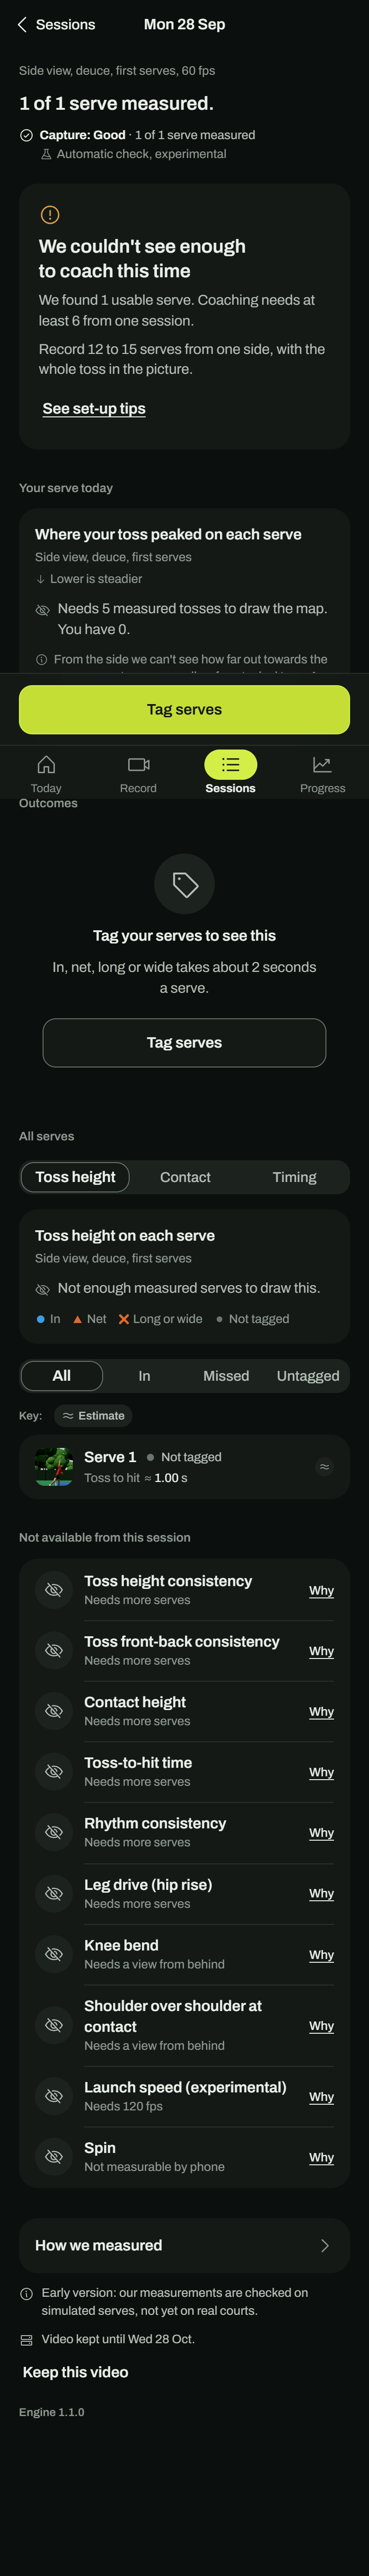 Sessions
Mon 28 Sep
Side view, deuce, first serves, 60 fps
1 of 1 serve measured.
Capture: Good · 1 of 1 serve measured
Automatic check, experimental
We couldn't see enough
to coach this time
We found 1 usable serve. Coaching needs at
least 6 from one session.
Record 12 to 15 serves from one side, with the
whole toss in the picture.
See set-up tips
Your serve today
Where your toss peaked on each serve
Side view, deuce, first serves
↓ Lower is steadier
Needs 5 measured tosses to draw the map.
You have 0.
From the side we can't see how far out towards the
Tag serves
Today
Record
Sessions
Progress
Outcomes
Tag your serves to see this
In, net, long or wide takes about 2 seconds
a serve.
Tag serves
All serves
Toss height
Contact
Timing
Toss height on each serve
Side view, deuce, first serves
Not enough measured serves to draw this.
In
Net
Long or wide
Not tagged
All
In
Missed
Untagged
Key:
≈ Estimate
Serve 1
Not tagged
Toss to hit ≈ 1.00 s
≈
Not available from this session
Toss height consistency
Needs more serves
Why
Toss front-back consistency
Needs more serves
Why
Contact height
Needs more serves
Why
Toss-to-hit time
Needs more serves
Why
Rhythm consistency
Needs more serves
Why
Leg drive (hip rise)
Needs more serves
Why
Knee bend
Needs a view from behind
Why
Shoulder over shoulder at
contact
Needs a view from behind
Why
Launch speed (experimental)
Needs 120 fps
Why
Spin
Not measurable by phone
Why
How we measured
Early version: our measurements are checked on
simulated serves, not yet on real courts.
Video kept until Wed 28 Oct.
Keep this video
Engine 1.1.0